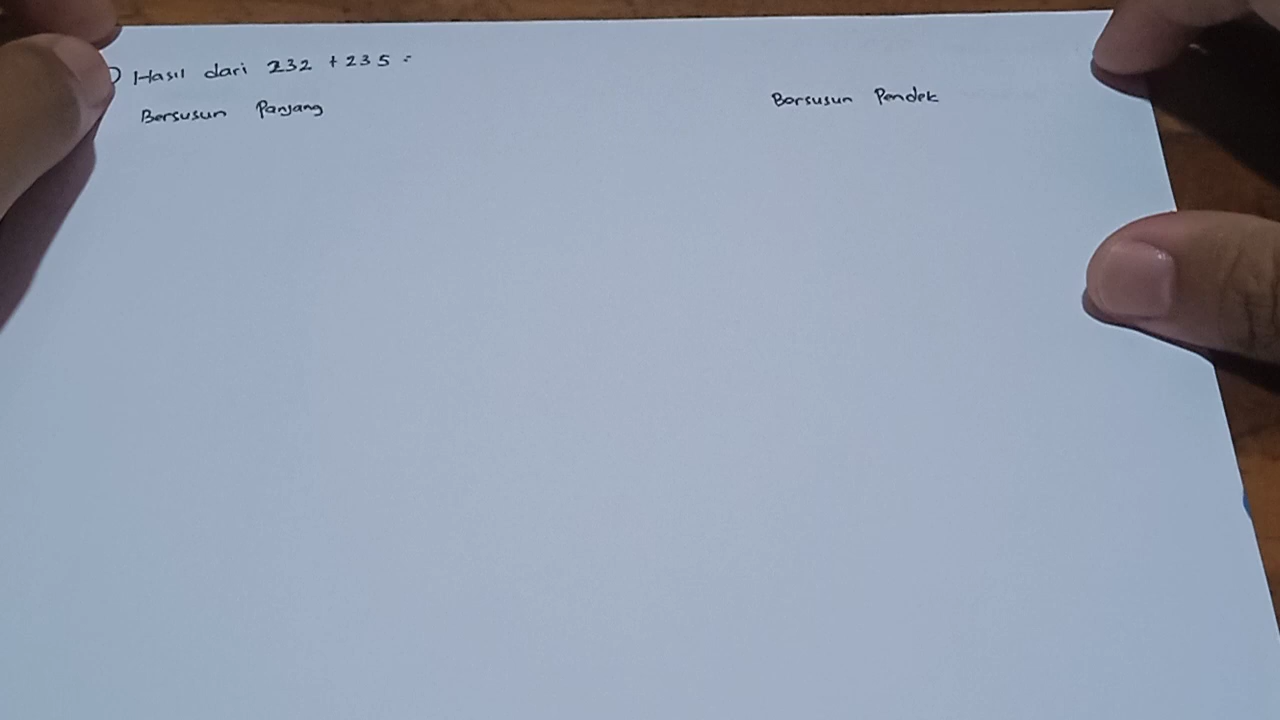 ) Hasil dari 232 + 235 =
Bersusun Panjang
Bersusun Pendek